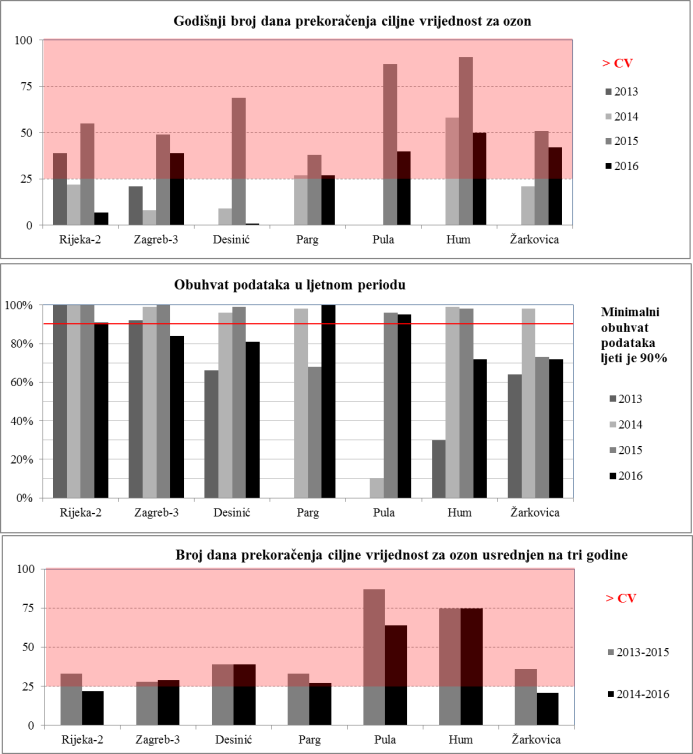 Godišnji broj dana prekoračenja ciljne vrijednost za ozon
100
75
50
25
0
Rijeka-2 Zagreb-3 Desinić Parg Pula Hum Žarkovica
> CV
2013
2014
2015
2016
Obuhvat podataka u ljetnom periodu
100%
80%
60%
40%
20%
0%
Rijeka-2 Zagreb-3 Desinić Parg Pula Hum Žarkovica
Minimalni
obuhvat
podataka
ljeti je 90%
2013
2014
2015
2016
Broj dana prekoračenja ciljne vrijednost za ozon usrednjen na tri godine
100
75
50
25
0
Rijeka-2 Zagreb-3 Desinić Parg Pula Hum Žarkovica
> CV
2013-2015
2014-2016